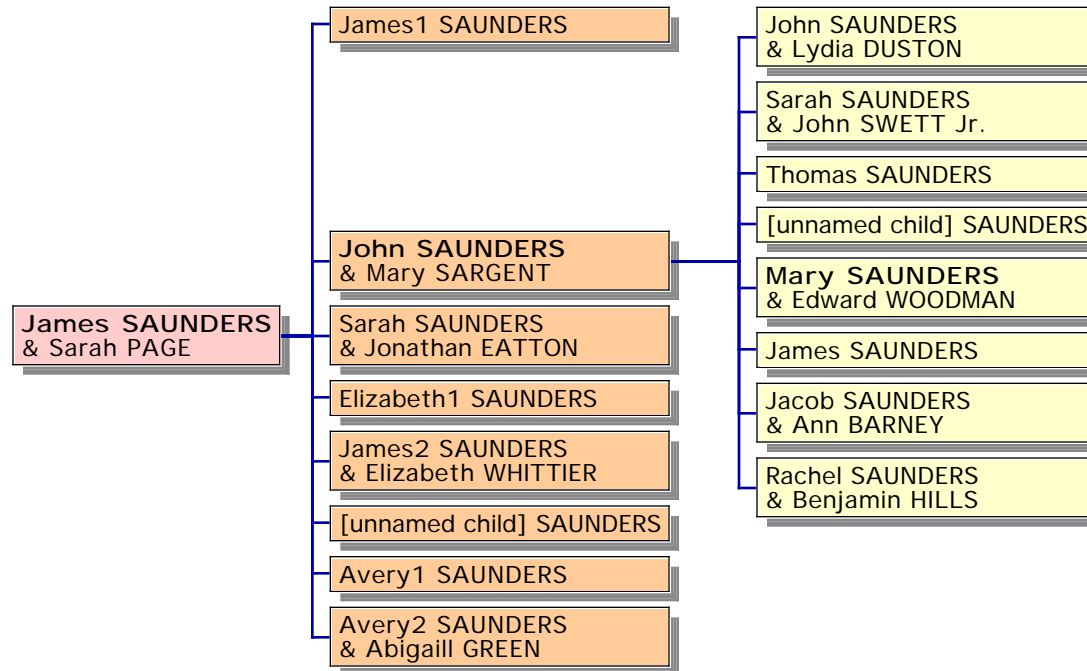 James SAUNDERS
& Sarah PAGE
James1 SAUNDERS
John SAUNDERS
& Mary SARGENT
Sarah SAUNDERS
& Jonathan EATTON
Elizabeth1 SAUNDERS
James2 SAUNDERS
& Elizabeth WHITTIER
[unnamed child] SAUNDERS
Avery1 SAUNDERS
Avery2 SAUNDERS
& Abigaill GREEN
John SAUNDERS
& Lydia DUSTON
Sarah SAUNDERS
& John SWETT Jr.
Thomas SAUNDERS
[unnamed child] SAUNDERS
Mary SAUNDERS
& Edward WOODMAN
James SAUNDERS
Jacob SAUNDERS
& Ann BARNEY
Rachel SAUNDERS
& Benjamin HILLS